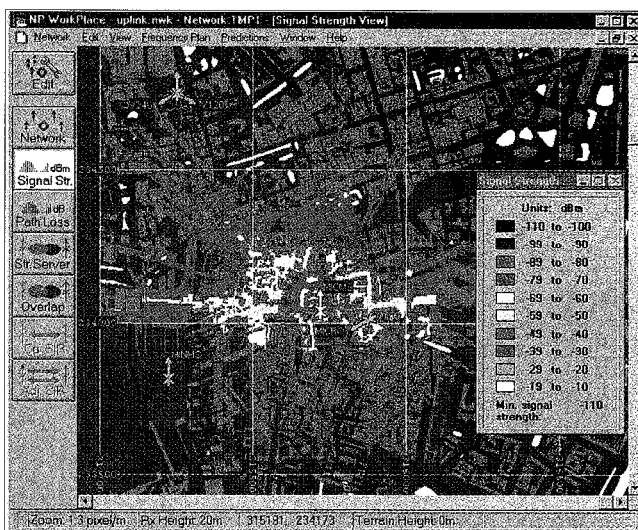 NP WorkPlace - uplink.nwk - Network.TMP1 - [Signal Strength View]
Network Edit View Frequency Plan Predictions Window Help
Edit
Network
dBm
Signal Str.
dB
Path Loss
Str.Server
Overlap
Signal Strength
Units: dBm
-110 to -100
-99 to -90
-89 to -80
-79 to -70
-69 to -60
-59 to -50
-49 to -40
-39 to -30
-29 to -20
-19 to -10
Min. signal -110
strength:
Zoom: 1.3 pixel/m Rx Height: 20m 315181, 234173 Terrain Height 0m